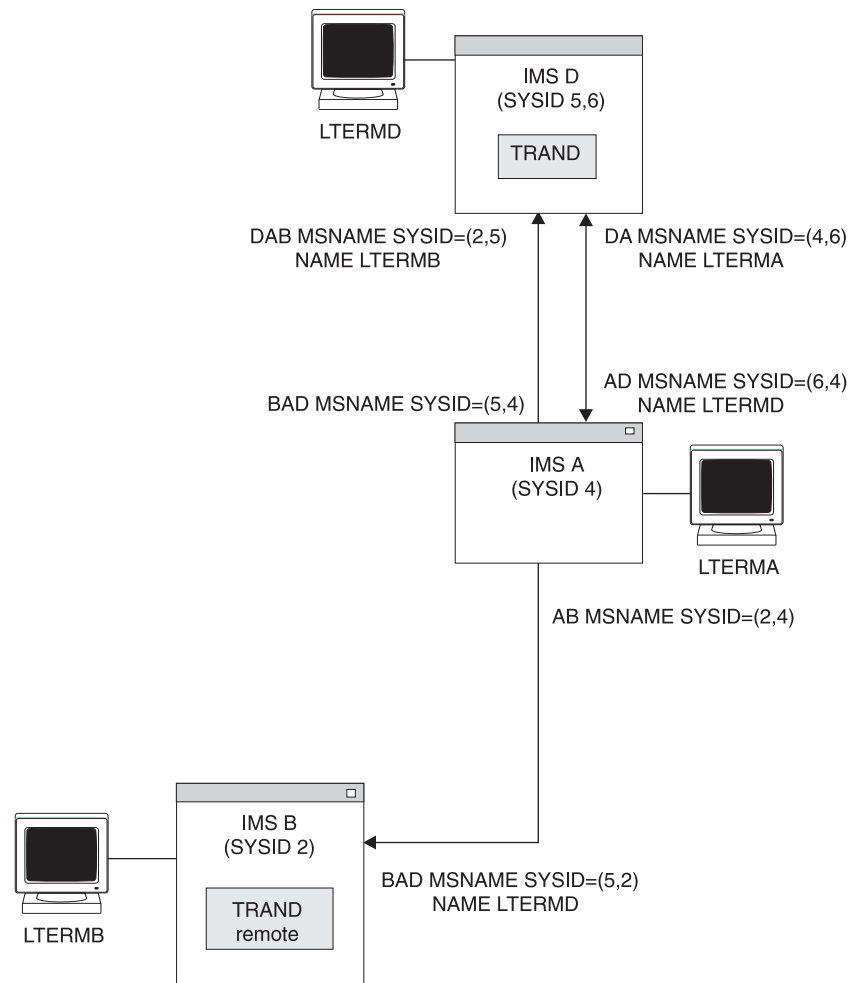 IMS D
(SYSID 5,6)
TRAND
LTERMD
DAB MSNAME SYSID=(2,5)
NAME LTERMB
DA MSNAME SYSID=(4,6)
NAME LTERMA
BAD MSNAME SYSID=(5,4)
AD MSNAME SYSID=(6,4)
NAME LTERMD
IMS A
(SYSID 4)
LTERMA
AB MSNAME SYSID=(2,4)
IMS B
(SYSID 2)
TRAND
remote
LTERMB
BAD MSNAME SYSID=(5,2)
NAME LTERMD